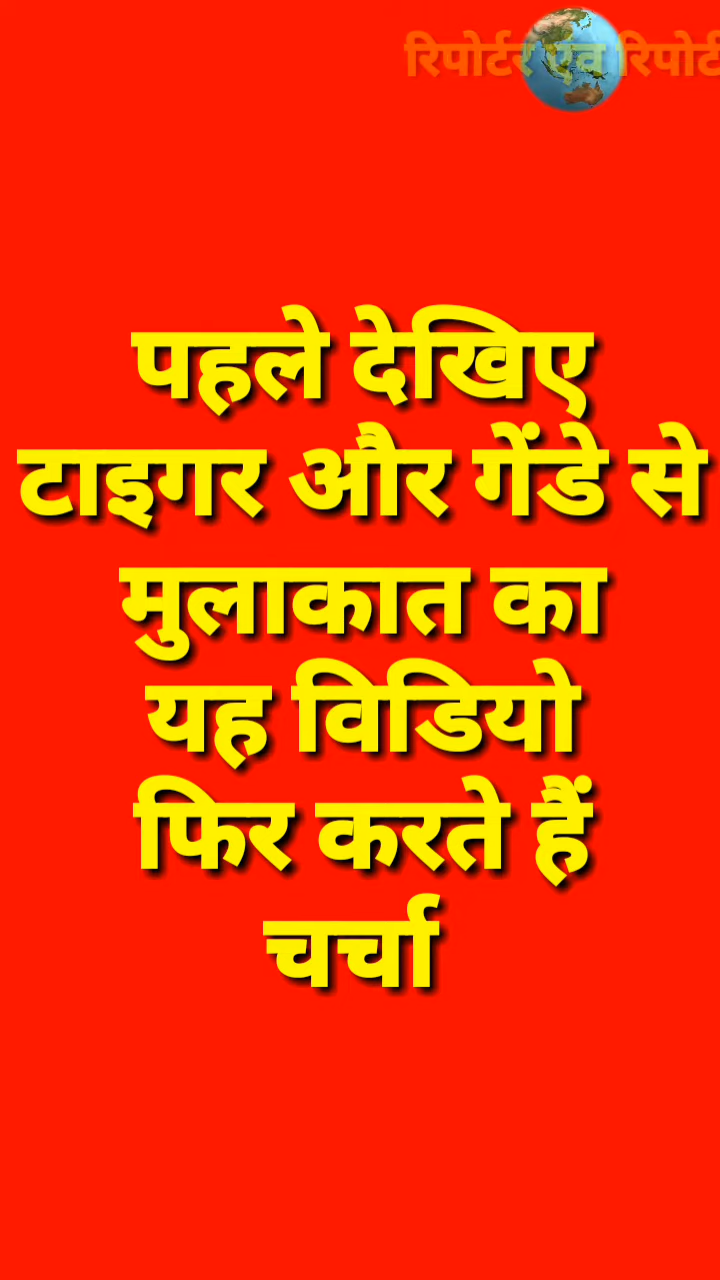 रिपोर्टर एवं रिपोर्ट
पहले देखिए
टाइगर और गेंडे से
मुलाकात का
यह विडियो
फिर करते हैं
चर्चा